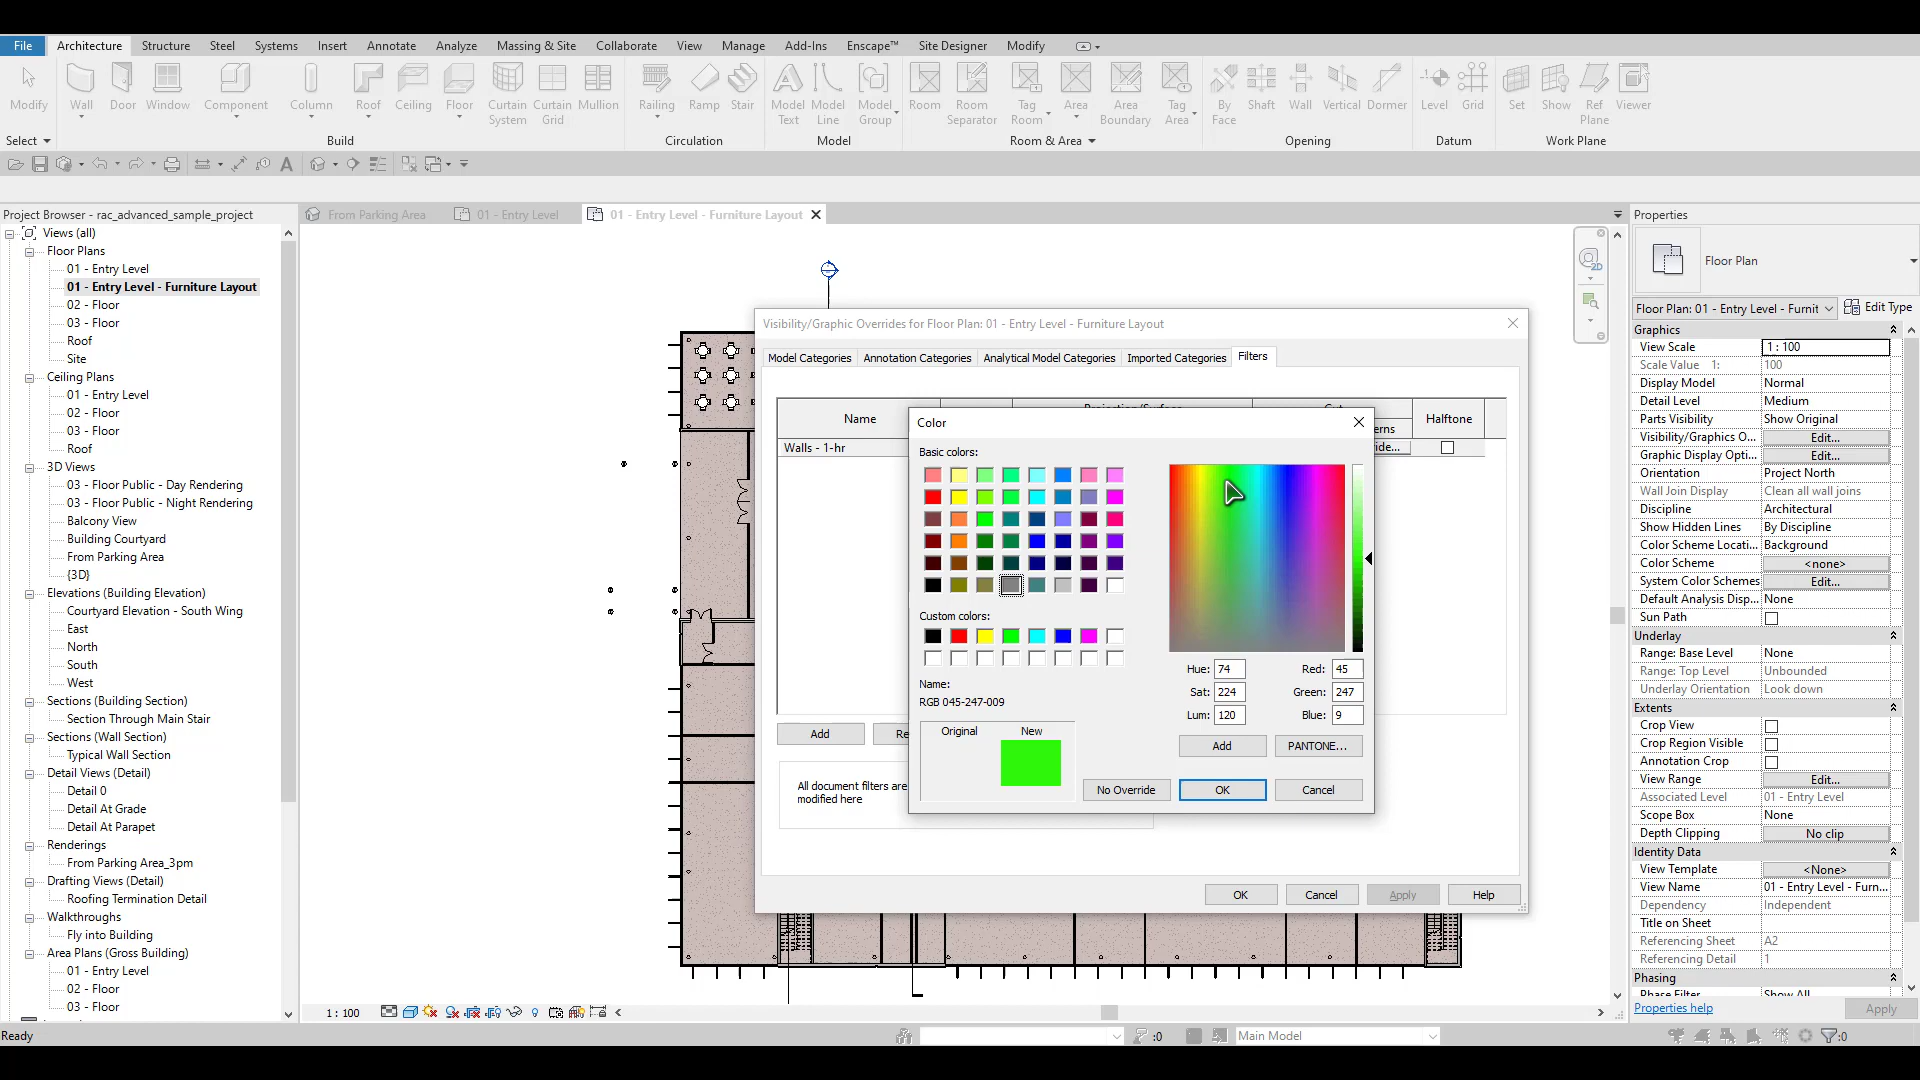 File Architecture Structure Steel Systems Insert Annotate Analyze Massing & Site Collaborate View Manage Add-Ins Enscape™ Site Designer Modify
Modify Wall Door Window Component Column Roof Ceiling Floor Curtain System Curtain Grid Mullion Railing Ramp Stair Model Text Model Line Model Group Room Room Separator Tag Room Area Area Boundary Tag Area By Face Shaft Wall Vertical Dormer Level Grid Set Show Ref Plane Viewer
Select Build Circulation Model Room & Area Opening Datum Work Plane
Project Browser - rac_advanced_sample_project
Views (all)
Floor Plans
01 - Entry Level
01 - Entry Level - Furniture Layout
02 - Floor
03 - Floor
Roof
Site
Ceiling Plans
01 - Entry Level
02 - Floor
03 - Floor
Roof
3D Views
03 - Floor Public - Day Rendering
03 - Floor Public - Night Rendering
Balcony View
Building Courtyard
From Parking Area
{3D}
Elevations (Building Elevation)
Courtyard Elevation - South Wing
East
North
South
West
Sections (Building Section)
Section Through Main Stair
Sections (Wall Section)
Typical Wall Section
Detail Views (Detail)
Detail 0
Detail At Grade
Detail At Parapet
Renderings
From Parking Area_3pm
Drafting Views (Detail)
Roofing Termination Detail
Walkthroughs
Fly into Building
Area Plans (Gross Building)
01 - Entry Level
02 - Floor
03 - Floor
From Parking Area 01 - Entry Level 01 - Entry Level - Furniture Layout
2D
Visibility/Graphic Overrides for Floor Plan: 01 - Entry Level - Furniture Layout
Model Categories Annotation Categories Analytical Model Categories Imported Categories Filters
Name Halftone
erns
Walls - 1-hr ide...
Add Re
All document filters are
modified here
OK Cancel Apply Help
Color
Basic colors:
Custom colors:
Name:
RGB 045-247-009
Original New
Hue: 74 Red: 45
Sat: 224 Green: 247
Lum: 120 Blue: 9
Add PANTONE...
No Override OK Cancel
Properties
Floor Plan
Floor Plan: 01 - Entry Level - Furnit Edit Type
Graphics
View Scale 1 : 100
Scale Value 1: 100
Display Model Normal
Detail Level Medium
Parts Visibility Show Original
Visibility/Graphics O... Edit...
Graphic Display Opti... Edit...
Orientation Project North
Wall Join Display Clean all wall joins
Discipline Architectural
Show Hidden Lines By Discipline
Color Scheme Locati... Background
Color Scheme <none>
System Color Schemes Edit...
Default Analysis Disp... None
Sun Path
Underlay
Range: Base Level None
Range: Top Level Unbounded
Underlay Orientation Look down
Extents
Crop View
Crop Region Visible
Annotation Crop
View Range Edit...
Associated Level 01 - Entry Level
Scope Box None
Depth Clipping No clip
Identity Data
View Template <None>
View Name 01 - Entry Level - Furn...
Dependency Independent
Title on Sheet
Referencing Sheet A2
Referencing Detail 1
Phasing
Phase Filter Show All
Properties help Apply
1 : 100
Ready :0 Main Model :0